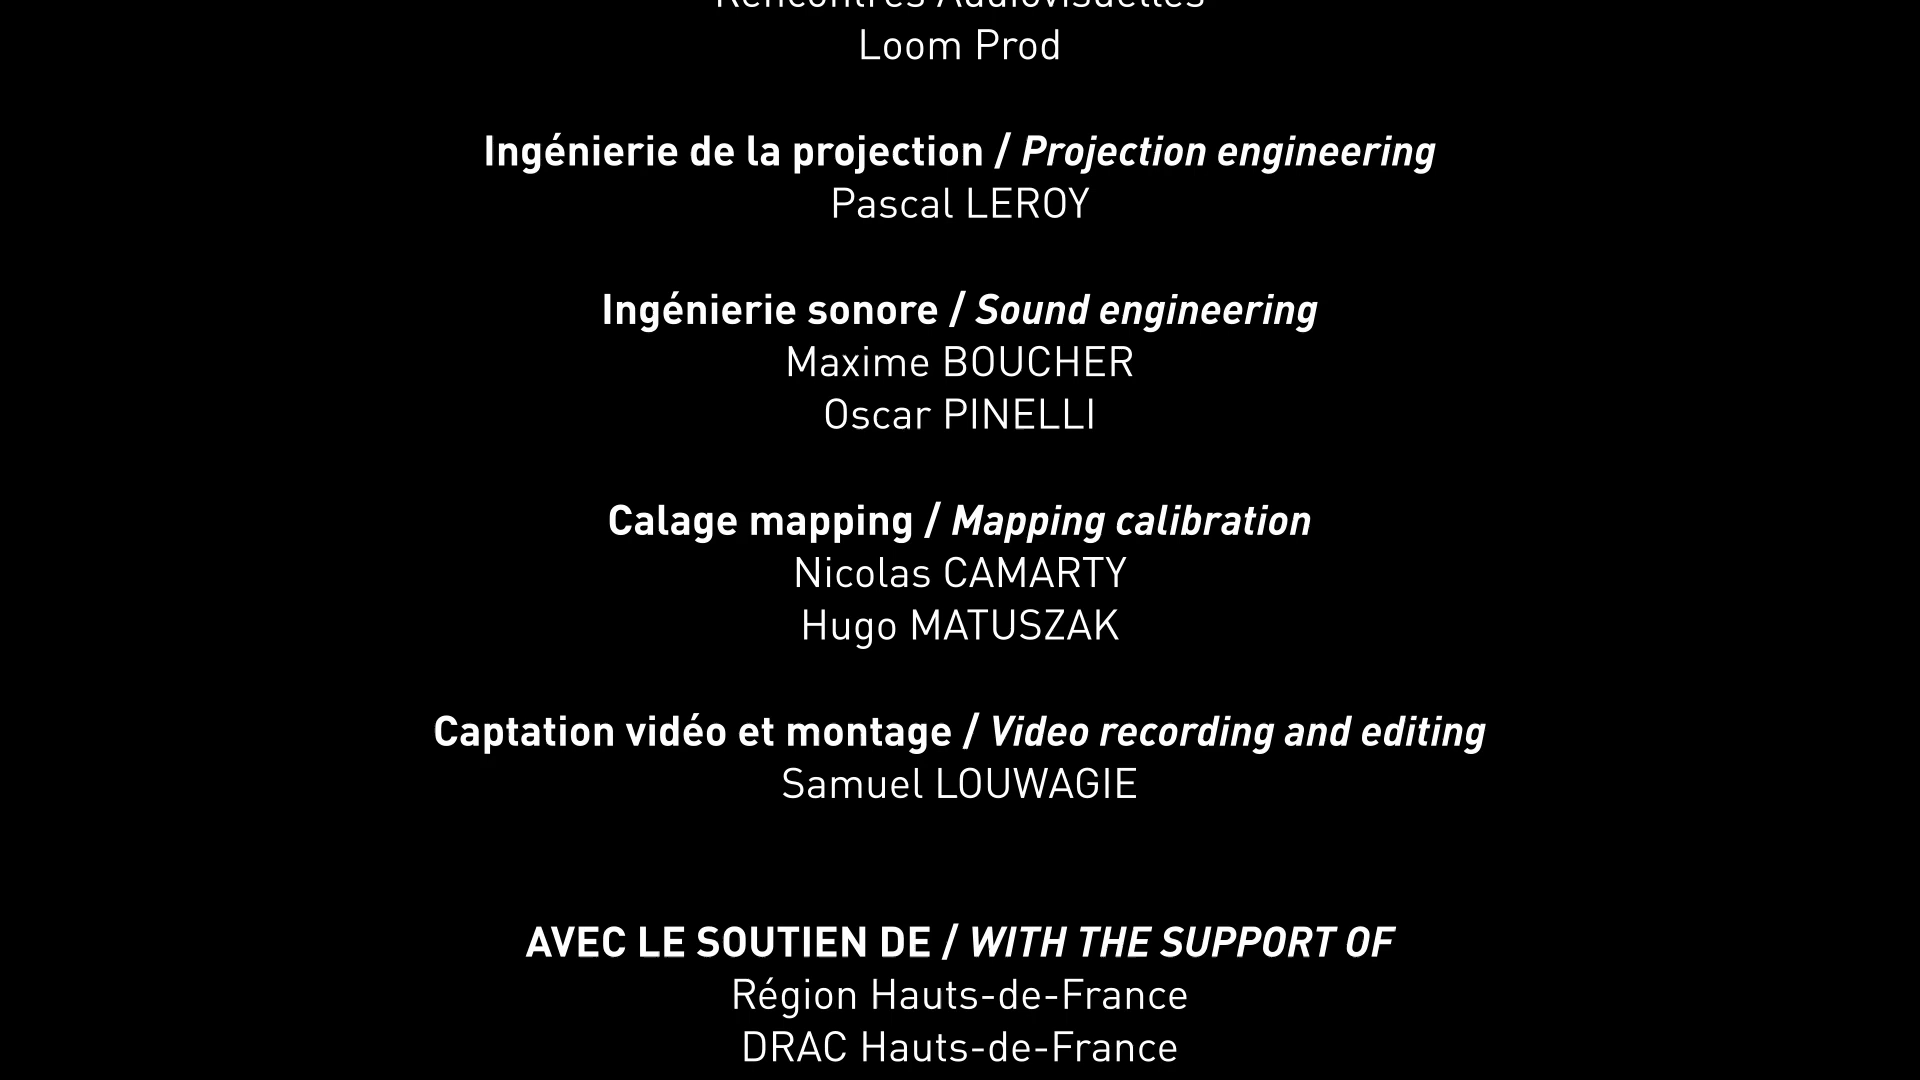 Rencontres Audiovisuelles
Loom Prod
Ingénierie de la projection / Projection engineering
Pascal LEROY
Ingénierie sonore / Sound engineering
Maxime BOUCHER
Oscar PINELLI
Calage mapping / Mapping calibration
Nicolas CAMARTY
Hugo MATUSZAK
Captation vidéo et montage / Video recording and editing
Samuel LOUWAGIE
AVEC LE SOUTIEN DE / WITH THE SUPPORT OF
Région Hauts-de-France
DRAC Hauts-de-France